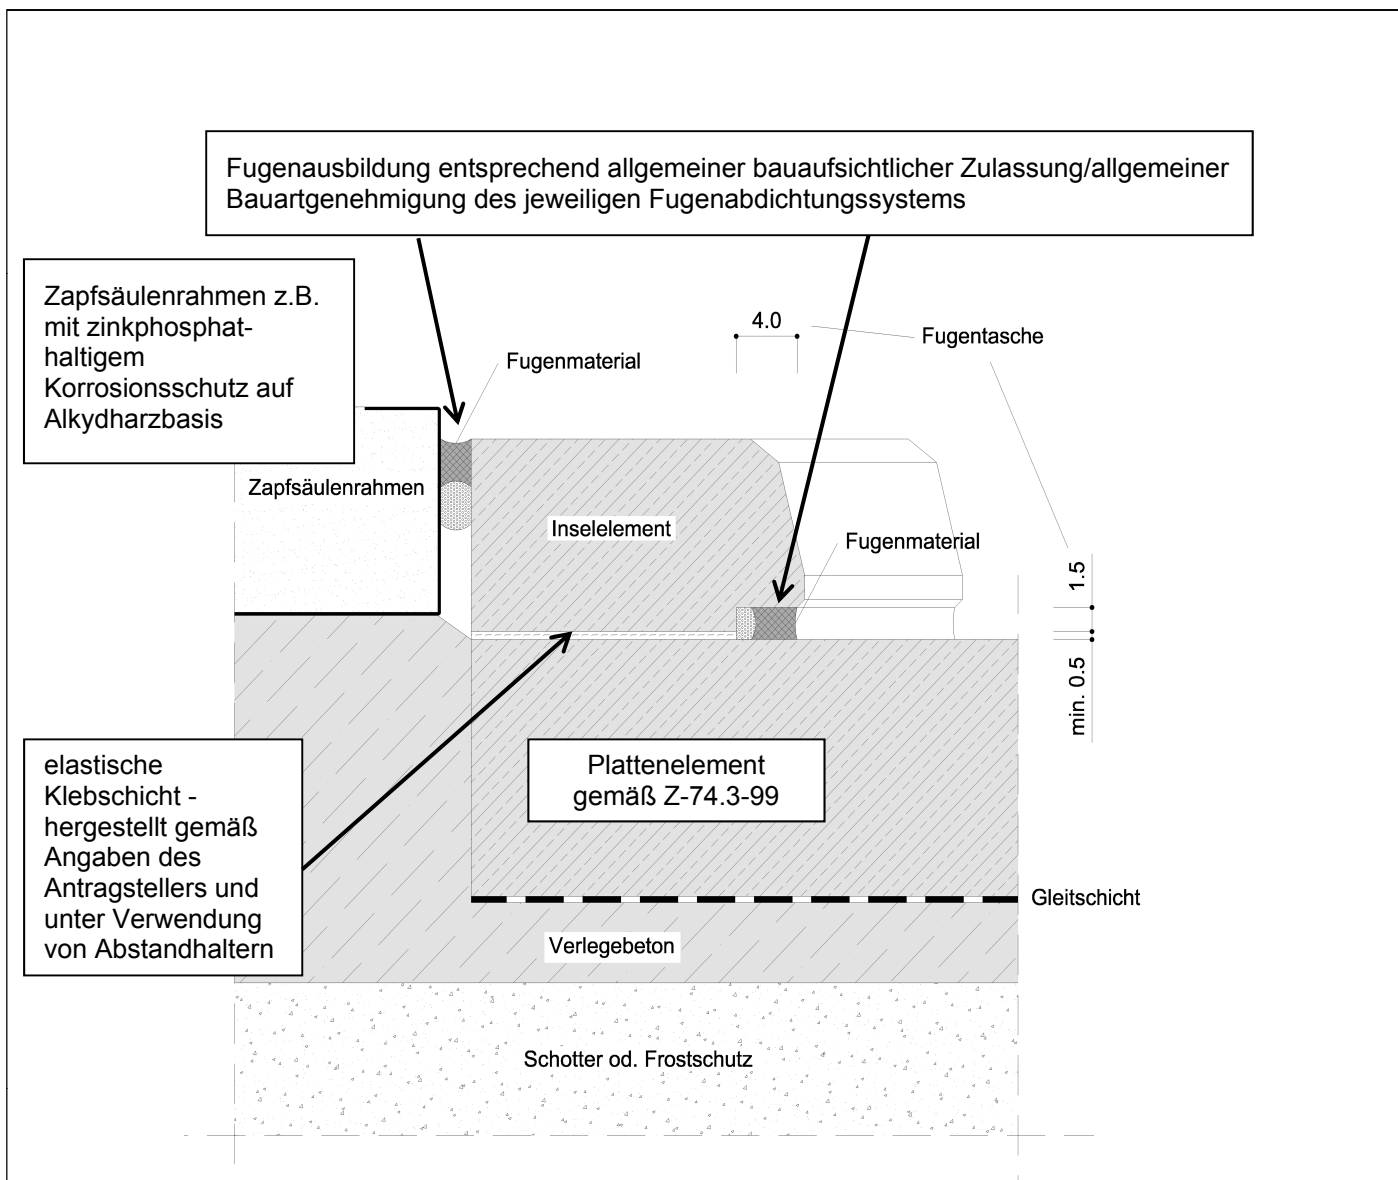 Fugenausbildung entsprechend allgemeiner bauaufsichtlicher Zulassung/allgemeiner
Bauartgenehmigung des jeweiligen Fugenabdichtungssystems
Zapfsäulenrahmen z.B.
mit zinkphosphat-
haltigem
Korrosionsschutz auf
Alkydharzbasis
4.0
Fugentasche
Fugenmaterial
Zapfsäulenrahmen
Inselelement
Fugenmaterial
1.5
min. 0.5
elastische
Klebschicht -
hergestellt gemäß
Angaben des
Antragstellers und
unter Verwendung
von Abstandhaltern
Plattenelement
gemäß Z-74.3-99
Gleitschicht
Verlegebeton
Schotter od. Frostschutz